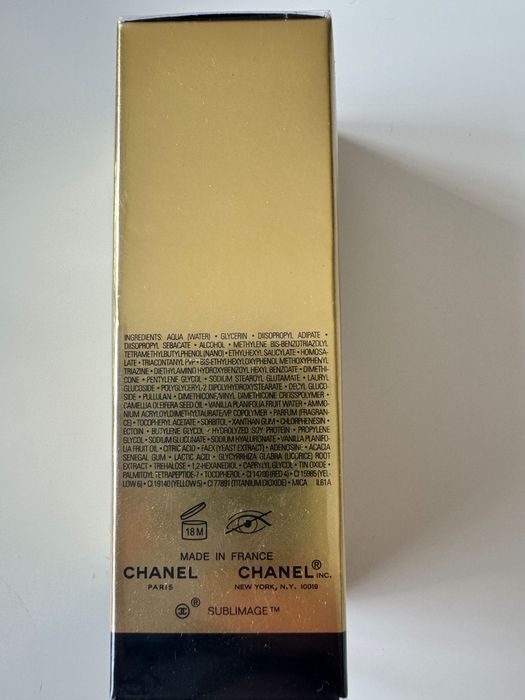 INGREDIENTS: AQUA (WATER) • GLYCERIN • DIISOPROPYL ADIPATE •
DIISOPROPYL SEBACATE • ALCOHOL • METHYLENE BIS-BENZOTRIAZOLYL
TETRAMETHYLBUTYLPHENOL (NANO) • ETHYLHEXYL SALICYLATE • HOMOSA-
LATE • TRIACONTANYL PVP • BIS-ETHYLHEXYLOXYPHENOL METHOXYPHENYL
TRIAZINE • DIETHYLAMINO HYDROXYBENZOYL HEXYL BENZOATE • DIMETHI-
CONE • PENTYLENE GLYCOL • SODIUM STEAROYL GLUTAMATE • LAURYL
GLUCOSIDE • POLYGLYCERYL-2 DIPOLYHYDROXYSTEARATE • DECYL GLUCO-
SIDE • PULLULAN • DIMETHICONE/VINYL DIMETHICONE CROSSPOLYMER •
CAMELLIA OLEIFERA SEED OIL • VANILLA PLANIFOLIA FRUIT WATER • AMMO-
NIUM ACRYLOYLDIMETHYLTAURATE/VP COPOLYMER • PARFUM (FRAGRAN-
CE) • TOCOPHERYL ACETATE • SORBITOL • XANTHAN GUM • CHLORPHENESIN •
ECTOIN • BUTYLENE GLYCOL • HYDROLYZED SOY PROTEIN • PROPYLENE
GLYCOL • SODIUM GLUCONATE • SODIUM HYALURONATE • VANILLA PLANIFO-
LIA FRUIT OIL • CITRIC ACID • FAEX (YEAST EXTRACT) • ADENOSINE • ACACIA
SENEGAL GUM • LACTIC ACID • GLYCYRRHIZA GLABRA (LICORICE) ROOT
EXTRACT • TREHALOSE • 1,2-HEXANEDIOL • CAPRYLYL GLYCOL • TIN OXIDE •
PALMITOYL TETRAPEPTIDE-7 • TOCOPHEROL • CI 14700 (RED 4) • CI 15985 (YEL-
LOW 6) • CI 19140 (YELLOW 5) • CI 77891 (TITANIUM DIOXIDE) • MICA IL61A
18 M
MADE IN FRANCE
CHANEL CHANEL® INC.
PARIS NEW YORK, N.Y. 10019
® SUBLIMAGE™